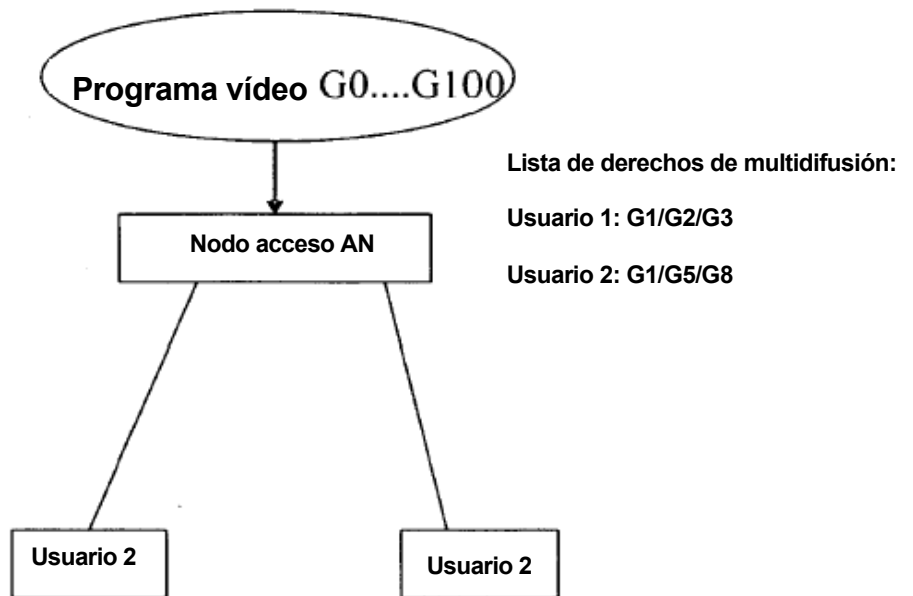 Programa vídeo G0....G100
Lista de derechos de multidifusión:
Usuario 1: G1/G2/G3
Nodo acceso AN
Usuario 2: G1/G5/G8
Usuario 2
Usuario 2